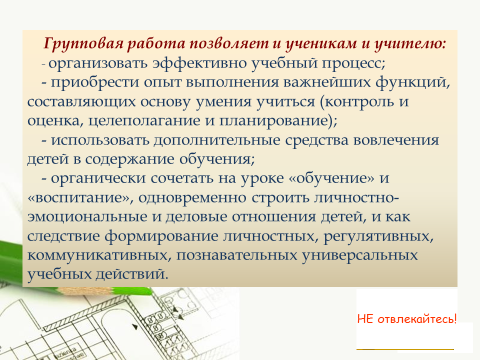 Групповая работа позволяет и ученикам и учителю:
- организовать эффективно учебный процесс;
- приобрести опыт выполнения важнейших функций,
составляющих основу умения учиться (контроль и
оценка, целеполагание и планирование);
- использовать дополнительные средства вовлечения
детей в содержание обучения;
- органически сочетать на уроке «обучение» и
«воспитание», одновременно строить личностно-
эмоциональные и деловые отношения детей, и как
следствие формирование личностных, регулятивных,
коммуникативных, познавательных универсальных
учебных действий.
НЕ отвлекайтесь!